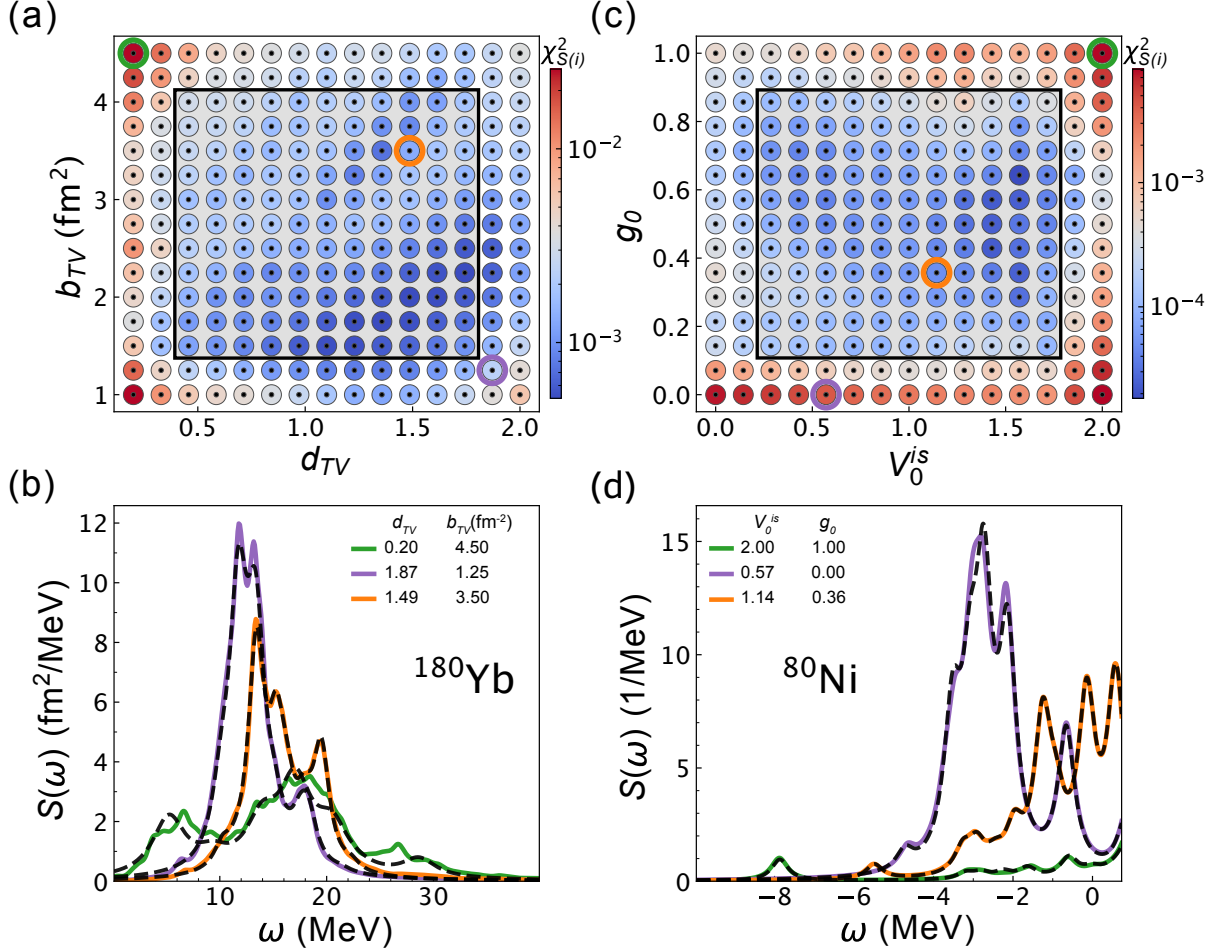 (a)
χ²S(i)
b_TV (fm²)
4
3
2
1
0.5 1.0 1.5 2.0
d_TV
10⁻²
10⁻³
(c)
χ²S(i)
g₀
1.0
0.8
0.6
0.4
0.2
0.0
0.0 0.5 1.0 1.5 2.0
V₀^is
10⁻³
10⁻⁴
(b)
S(ω) (fm²/MeV)
12
10
8
6
4
2
0
0 10 20 30
ω (MeV)
d_TV b_TV(fm⁻²)
0.20 4.50
1.87 1.25
1.49 3.50
¹⁸⁰Yb
(d)
S(ω) (1/MeV)
15
10
5
0
−8 −6 −4 −2 0
ω (MeV)
V₀^is g₀
2.00 1.00
0.57 0.00
1.14 0.36
⁸⁰Ni